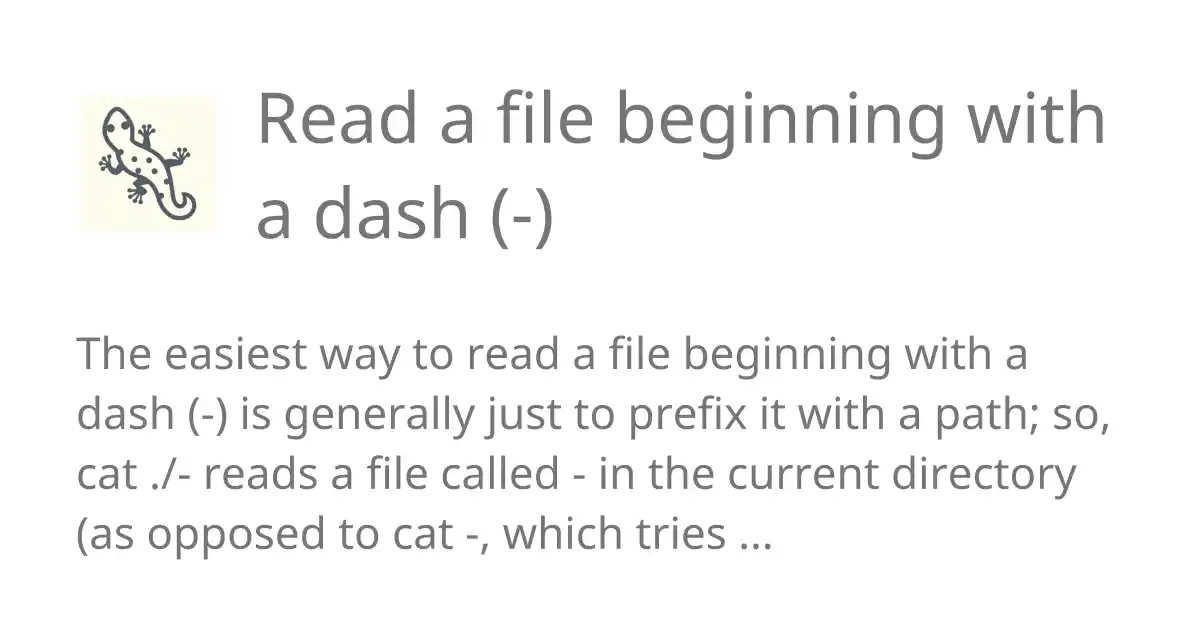 Read a file beginning with
a dash (-)
The easiest way to read a file beginning with a
dash (-) is generally just to prefix it with a path; so,
cat ./- reads a file called - in the current directory
(as opposed to cat -, which tries ...